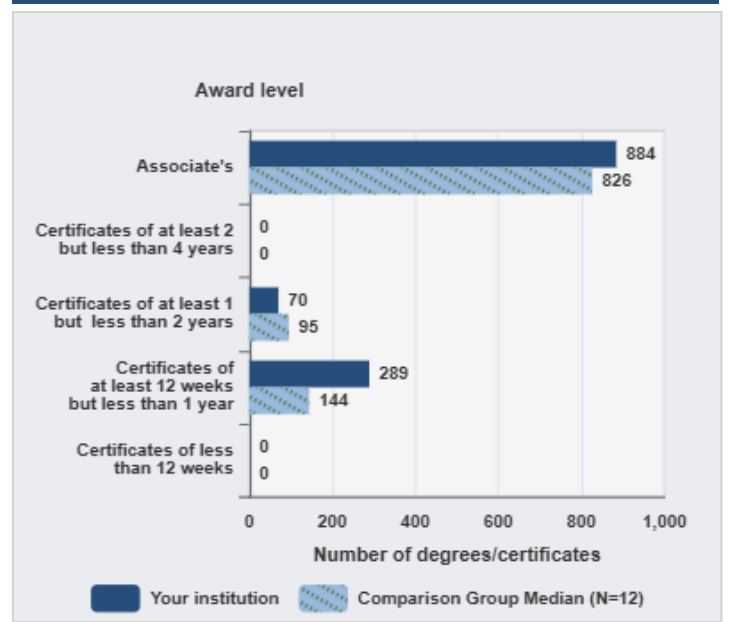 Award level
Associate's
884
826
Certificates of at least 2
but less than 4 years
0
0
Certificates of at least 1
but less than 2 years
70
95
Certificates of
at least 12 weeks
but less than 1 year
289
144
Certificates of less
than 12 weeks
0
0
0 200 400 600 800 1,000
Number of degrees/certificates
Your institution Comparison Group Median (N=12)